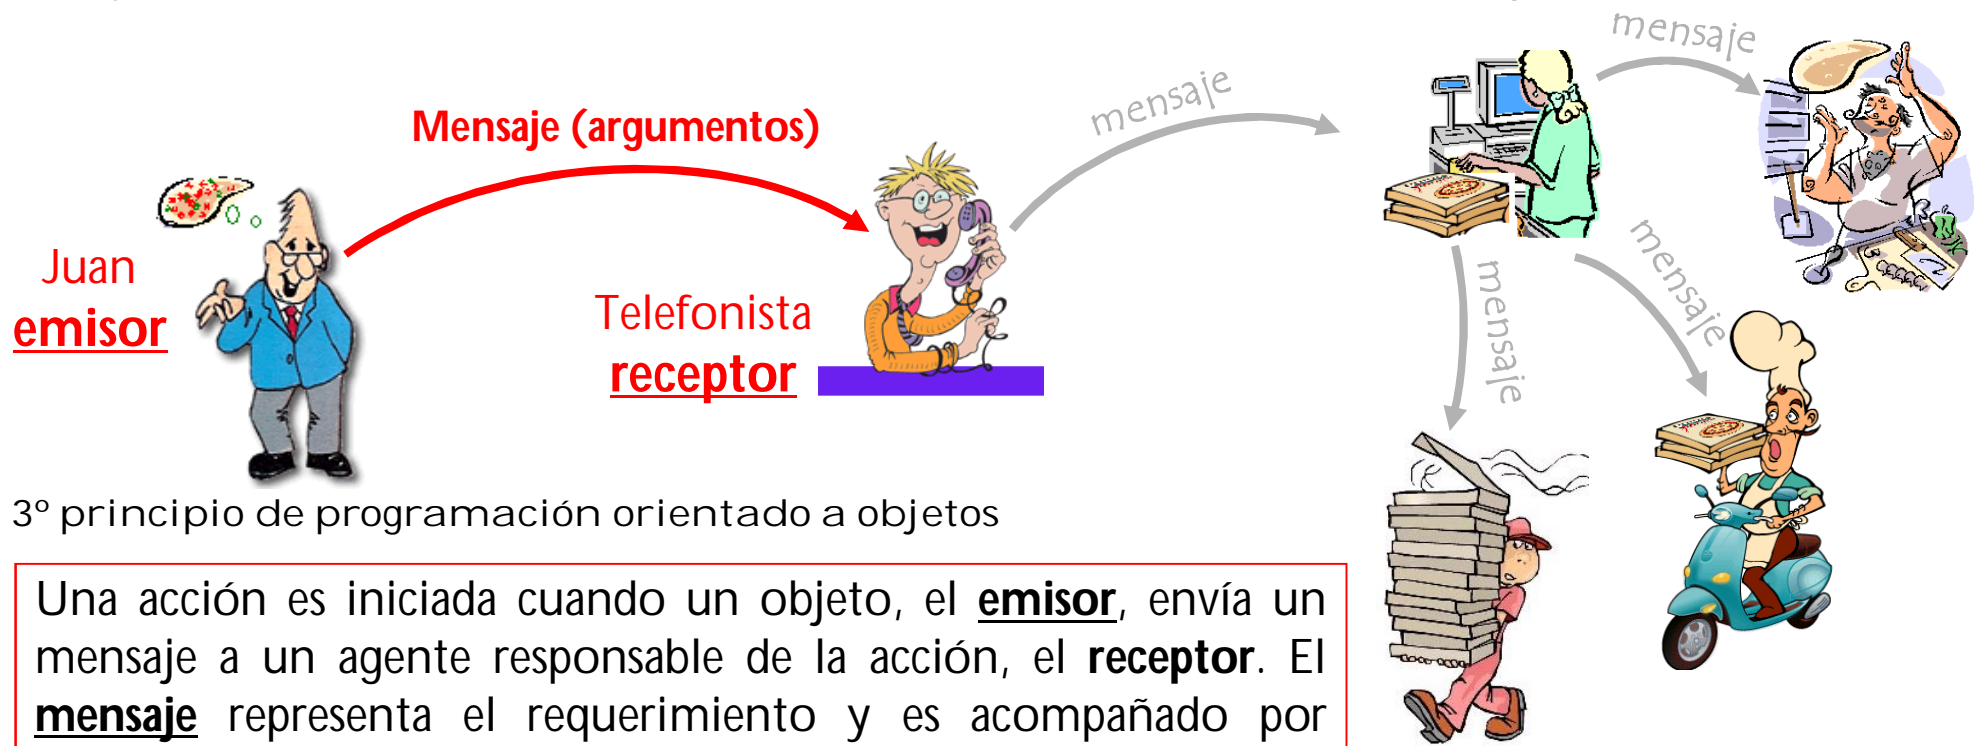 mensaje
mensaje
Mensaje (argumentos)
Juan
emisor
Telefonista
receptor
mensaje
mensaje
3º principio de programación orientado a objetos
Una acción es iniciada cuando un objeto, el emisor, envía un
mensaje a un agente responsable de la acción, el receptor. El
mensaje representa el requerimiento y es acompañado por